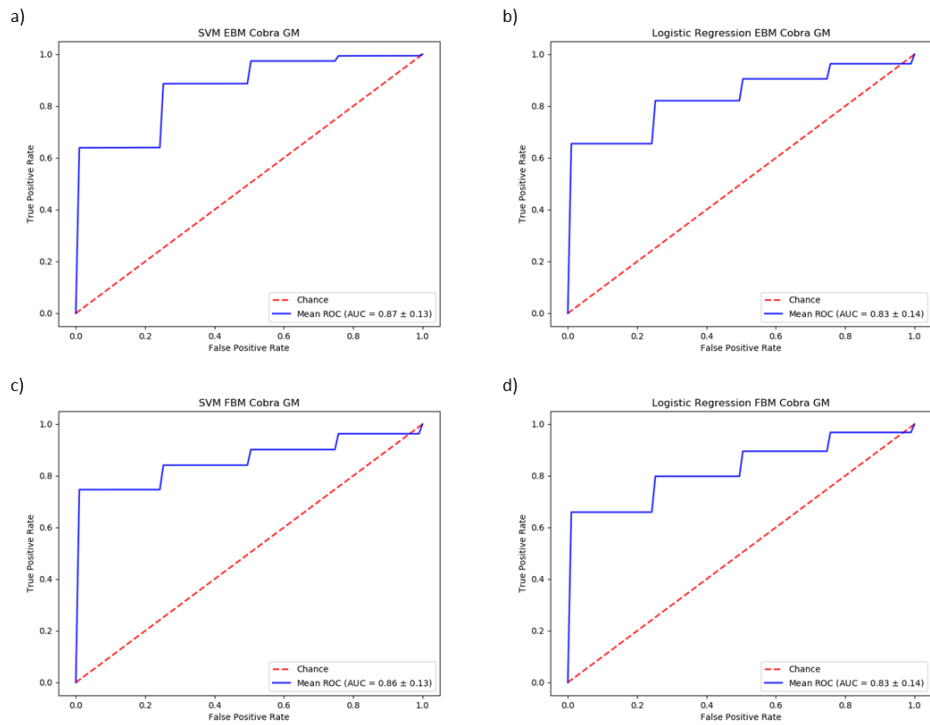 a)
SVM EBM Cobra GM
1.0
0.8
0.6
0.4
0.2
0.0
True Positive Rate
0.0 0.2 0.4 0.6 0.8 1.0
False Positive Rate
Chance
Mean ROC (AUC = 0.87 ± 0.13)
b)
Logistic Regression EBM Cobra GM
1.0
0.8
0.6
0.4
0.2
0.0
True Positive Rate
0.0 0.2 0.4 0.6 0.8 1.0
False Positive Rate
Chance
Mean ROC (AUC = 0.83 ± 0.14)
c)
SVM FBM Cobra GM
1.0
0.8
0.6
0.4
0.2
0.0
True Positive Rate
0.0 0.2 0.4 0.6 0.8 1.0
False Positive Rate
Chance
Mean ROC (AUC = 0.86 ± 0.13)
d)
Logistic Regression FBM Cobra GM
1.0
0.8
0.6
0.4
0.2
0.0
True Positive Rate
0.0 0.2 0.4 0.6 0.8 1.0
False Positive Rate
Chance
Mean ROC (AUC = 0.83 ± 0.14)